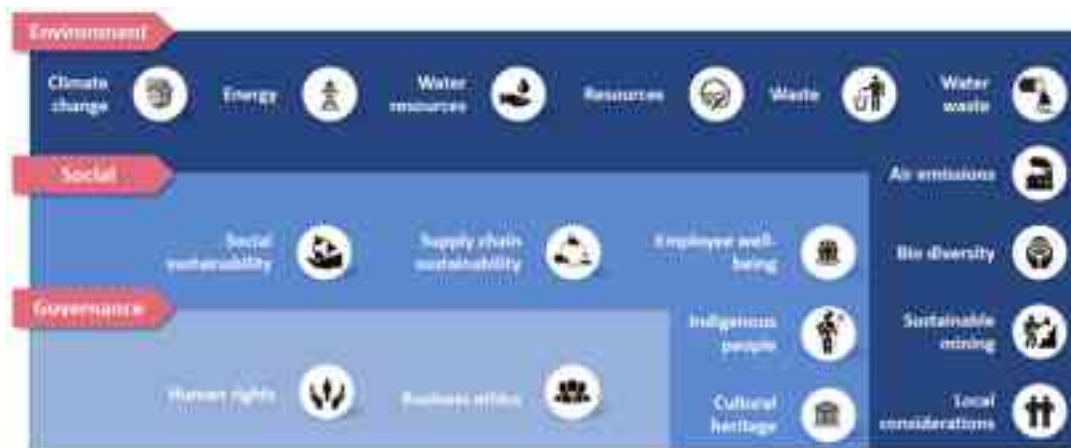 Environment
Climate
change
Energy
Water
resources
Resources
Waste
Water
waste
Social
Air emissions
Social
sustainability
Supply chain
sustainability
Employee well-
being
Bio diversity
Governance
Indigenous
people
Sustainable
mining
Human rights
Business ethics
Cultural
heritage
Local
considerations